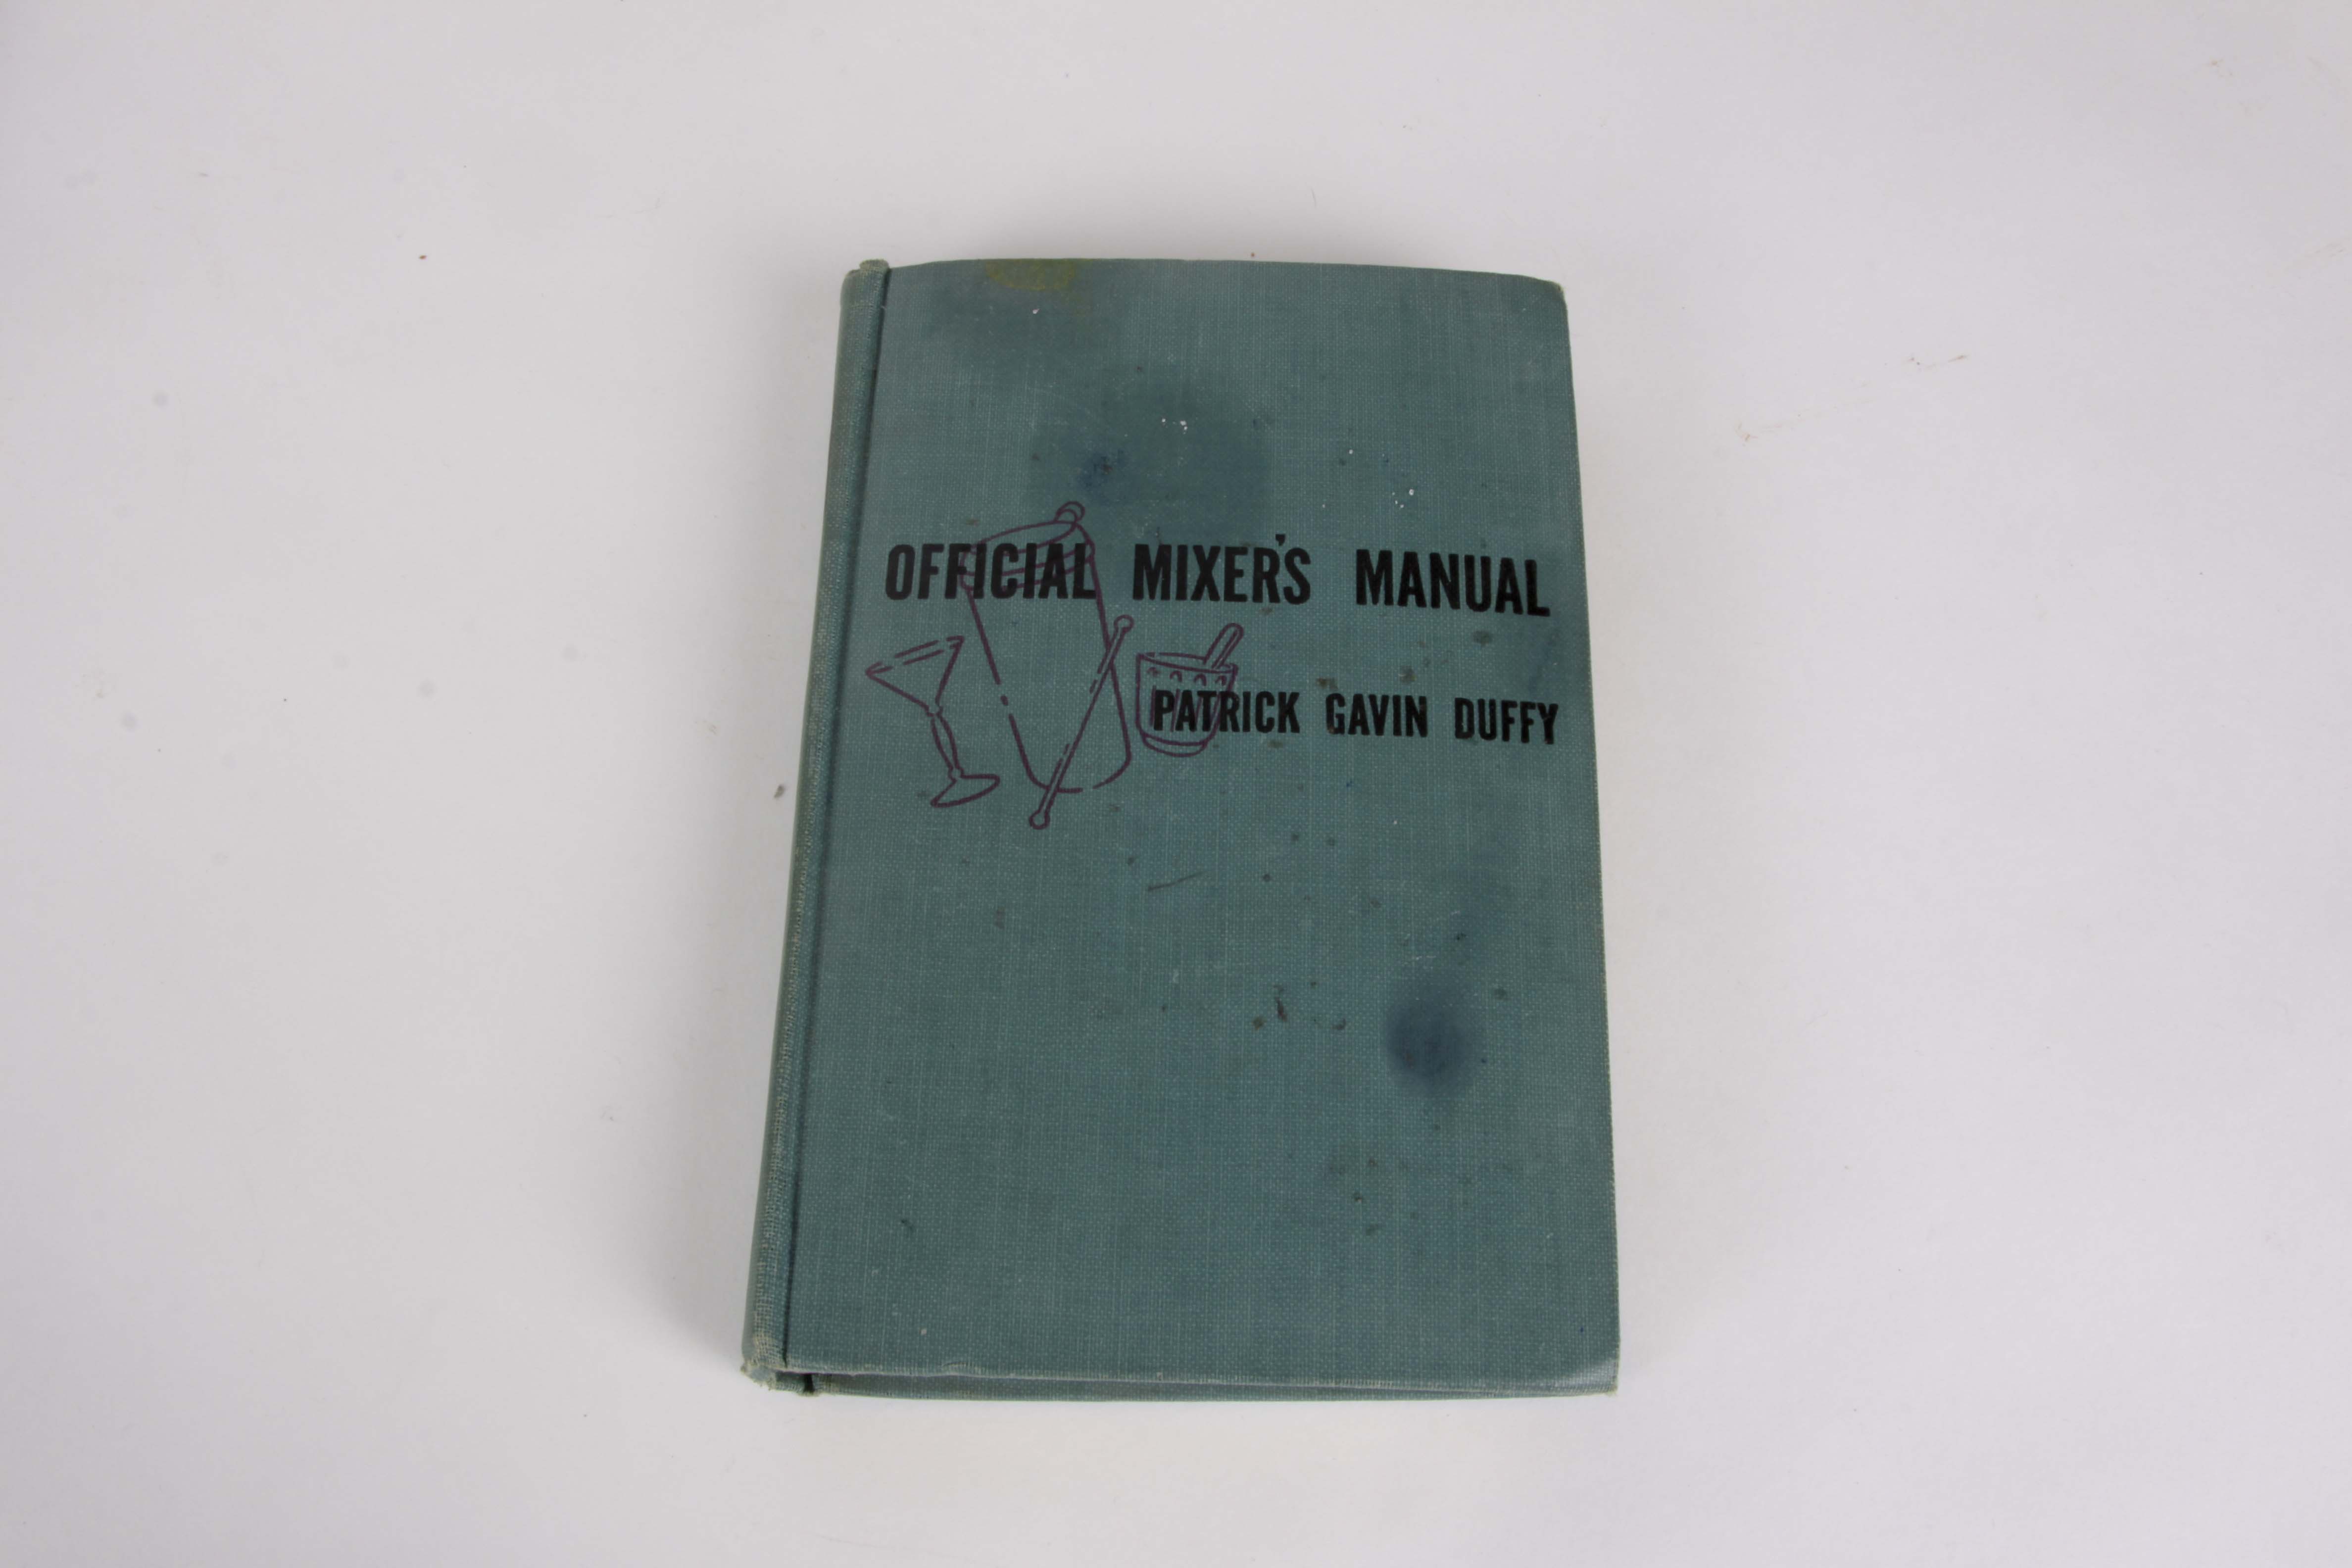 OFFICIAL MIXER'S MANUAL
PATRICK GAVIN DUFFY